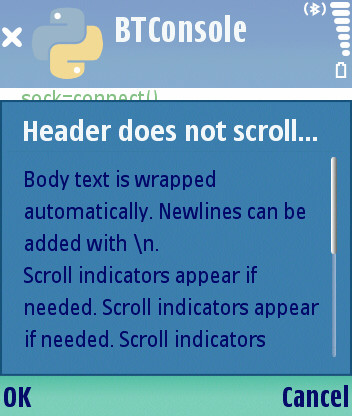 BTConsole
sock=connect()
Header does not scroll...
Body text is wrapped
automatically. Newlines can be
added with \n.
Scroll indicators appear if
needed. Scroll indicators appear
if needed. Scroll indicators
OK
Cancel